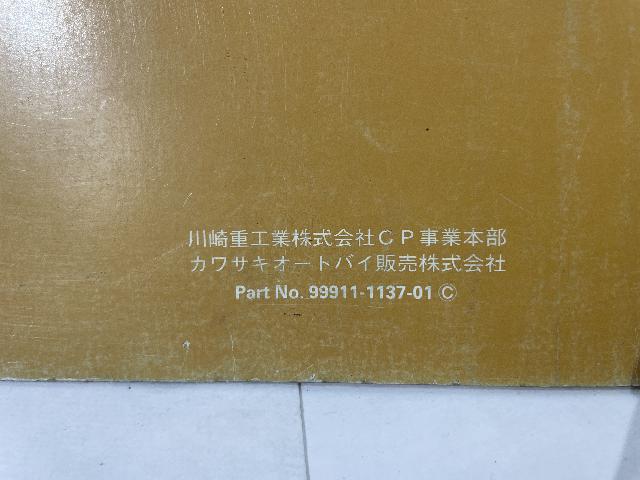 川崎重工業株式会社CP事業本部
カワサキオートバイ販売株式会社
Part No. 99911-1137-01 ©